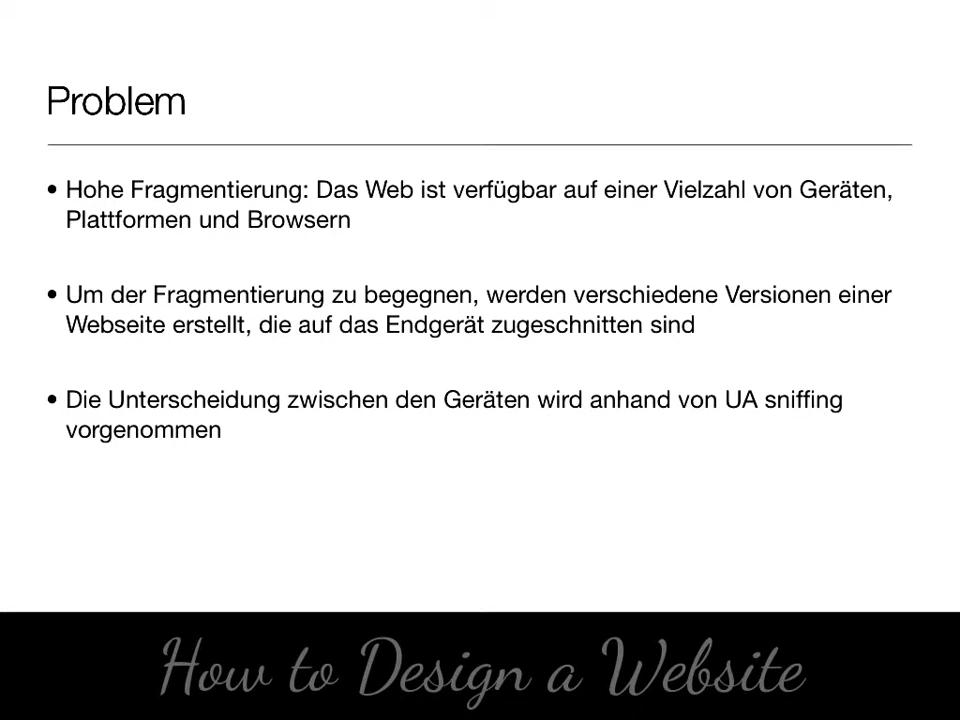 Problem
• Hohe Fragmentierung: Das Web ist verfügbar auf einer Vielzahl von Geräten,
Plattformen und Browsern
• Um der Fragmentierung zu begegnen, werden verschiedene Versionen einer
Webseite erstellt, die auf das Endgerät zugeschnitten sind
• Die Unterscheidung zwischen den Geräten wird anhand von UA sniffing
vorgenommen
How to Design a Website